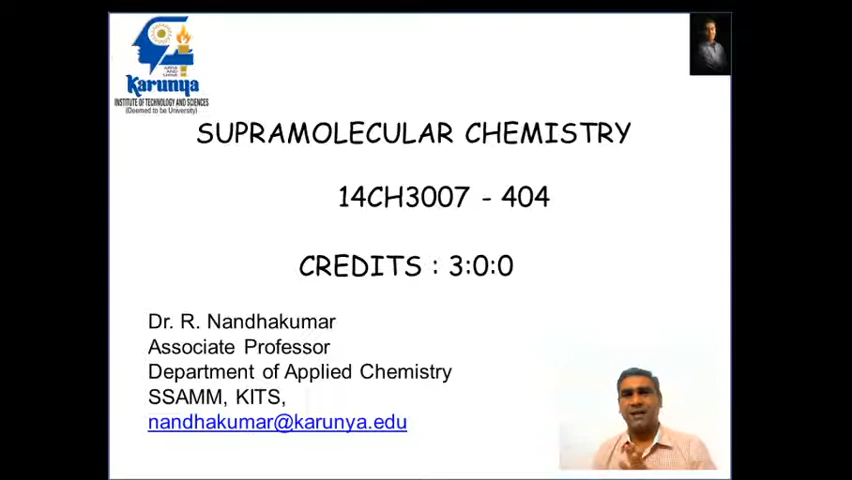 Karunya
INSTITUTE OF TECHNOLOGY AND SCIENCES
(Deemed to be University)
SUPRAMOLECULAR CHEMISTRY
14CH3007 - 404
CREDITS : 3:0:0
Dr. R. Nandhakumar
Associate Professor
Department of Applied Chemistry
SSAMM, KITS,
nandhakumar@karunya.edu